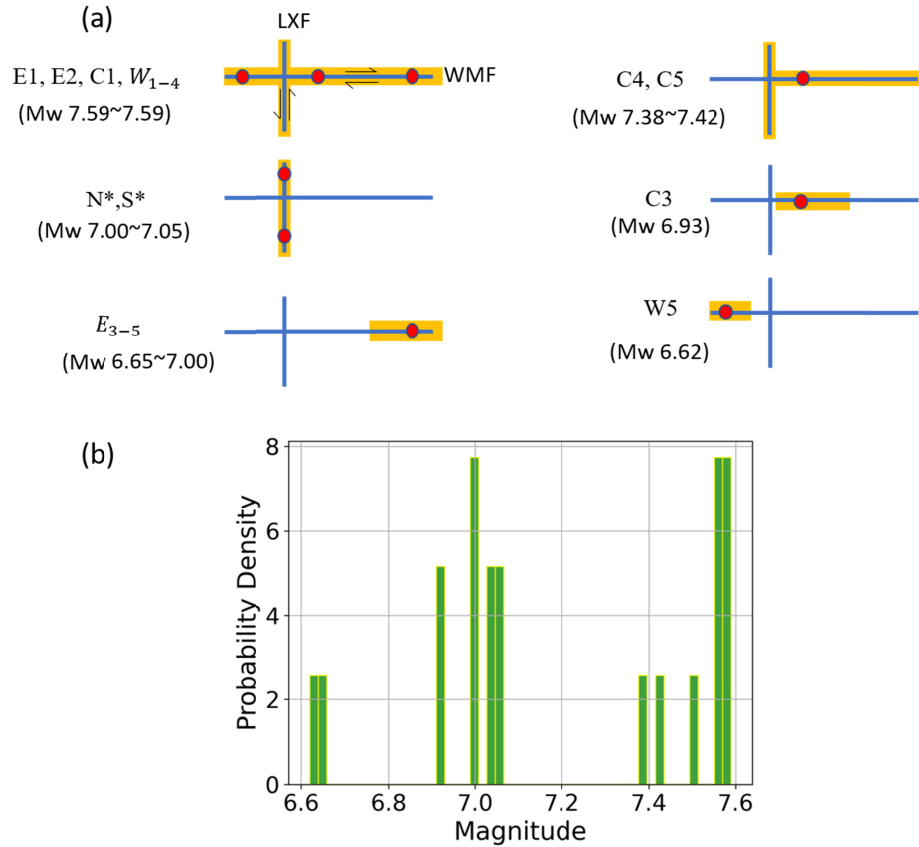 (a)
LXF
E1, E2, C1, W₁₋₄
WMF
(Mw 7.59~7.59)
C4, C5
(Mw 7.38~7.42)
N*,S*
(Mw 7.00~7.05)
C3
(Mw 6.93)
E₃₋₅
(Mw 6.65~7.00)
W5
(Mw 6.62)
(b)
8
6
4
2
0
Probability Density
6.6 6.8 7.0 7.2 7.4 7.6
Magnitude